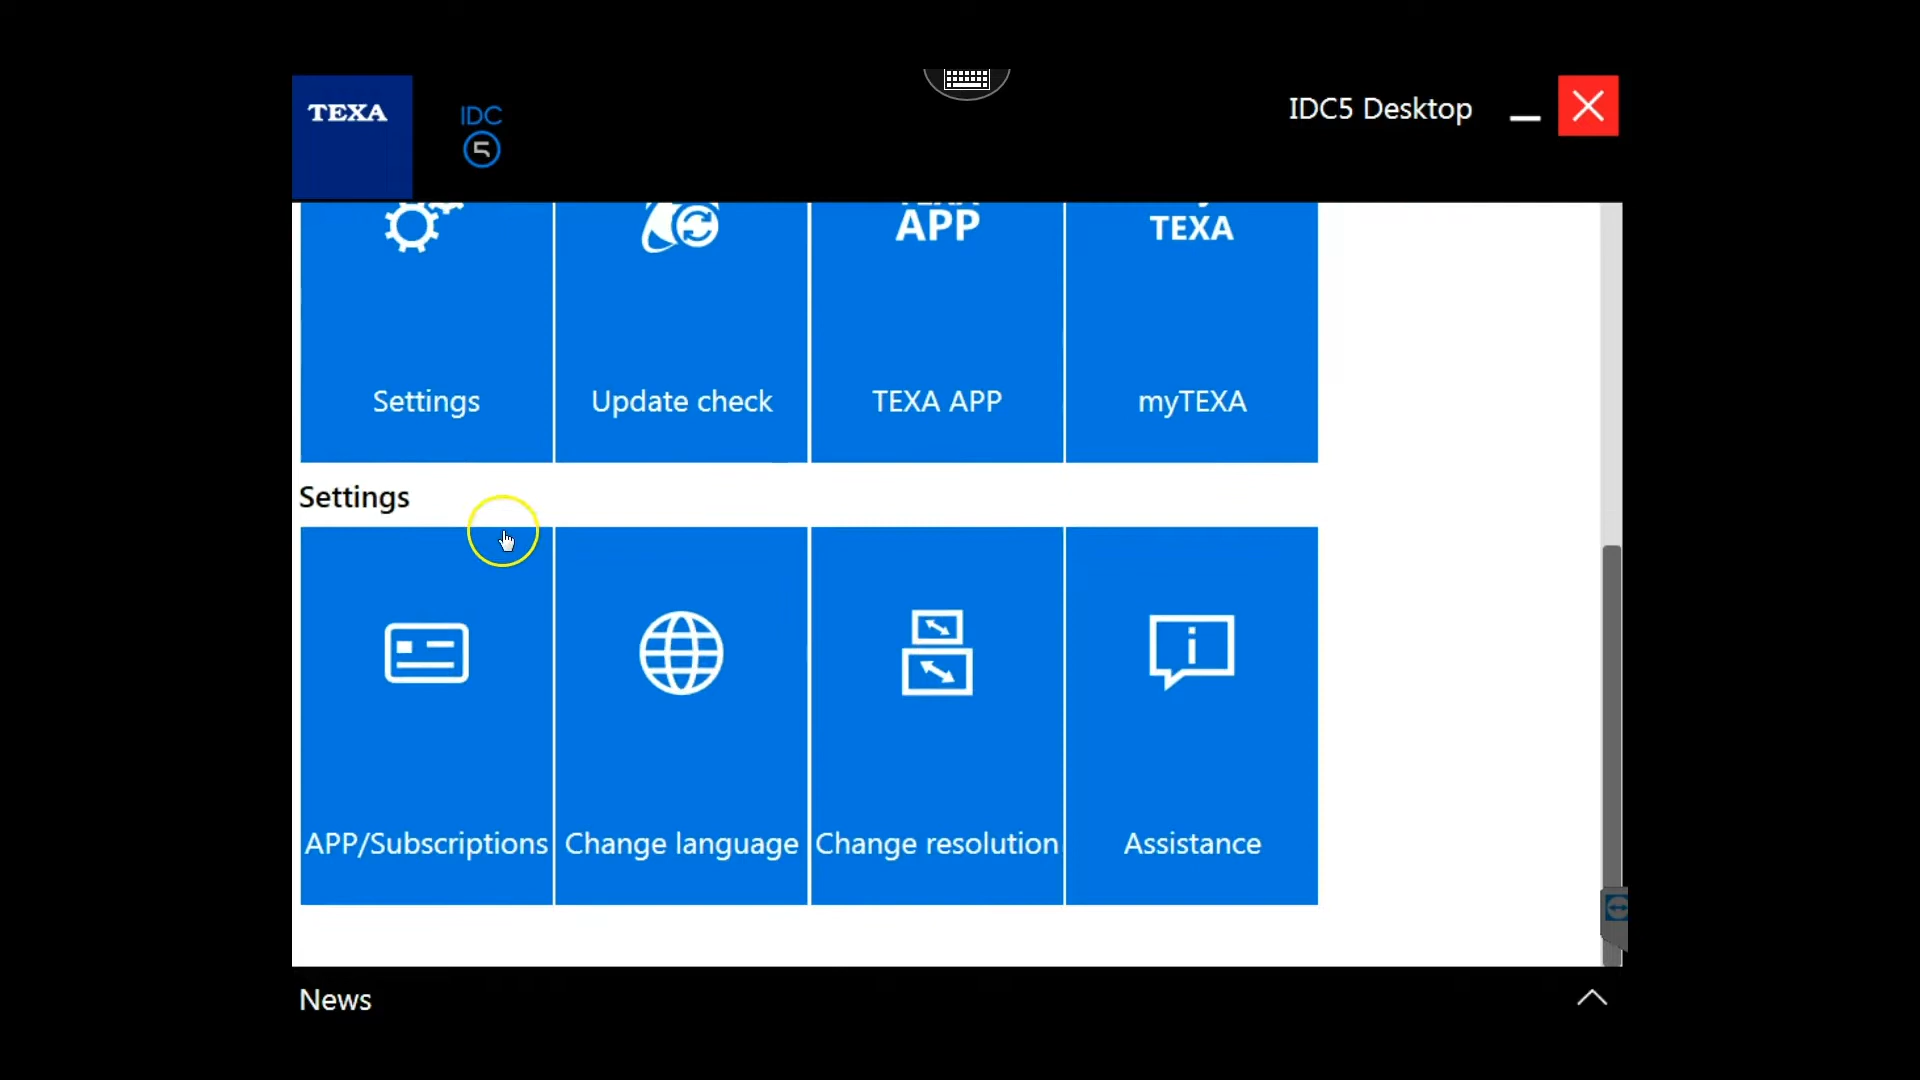 TEXA
IDC
5
IDC5 Desktop
APP
TEXA
Settings
Update check
TEXA APP
myTEXA
Settings
i
APP/Subscriptions
Change language
Change resolution
Assistance
News